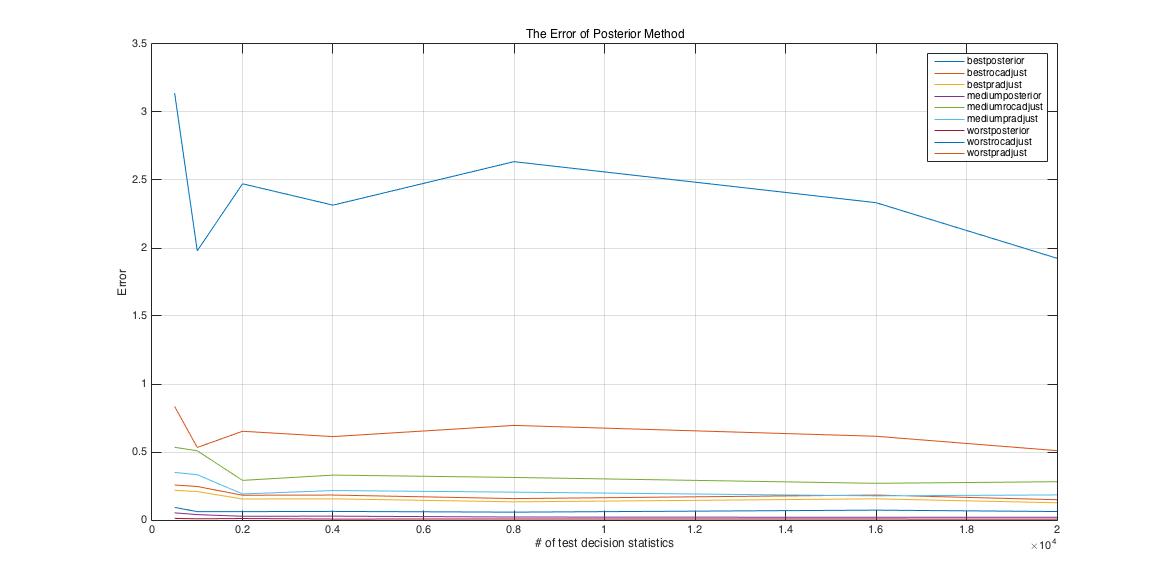 The Error of Posterior Method
3.5
3
2.5
2
1.5
1
0.5
0
Error
bestposterior
bestrocadjust
bestpradjust
mediumposterior
mediumrocadjust
mediumpradjust
worstposterior
worstrocadjust
worstpradjust
0 0.2 0.4 0.6 0.8 1 1.2 1.4 1.6 1.8 2
# of test decision statistics
×10⁴